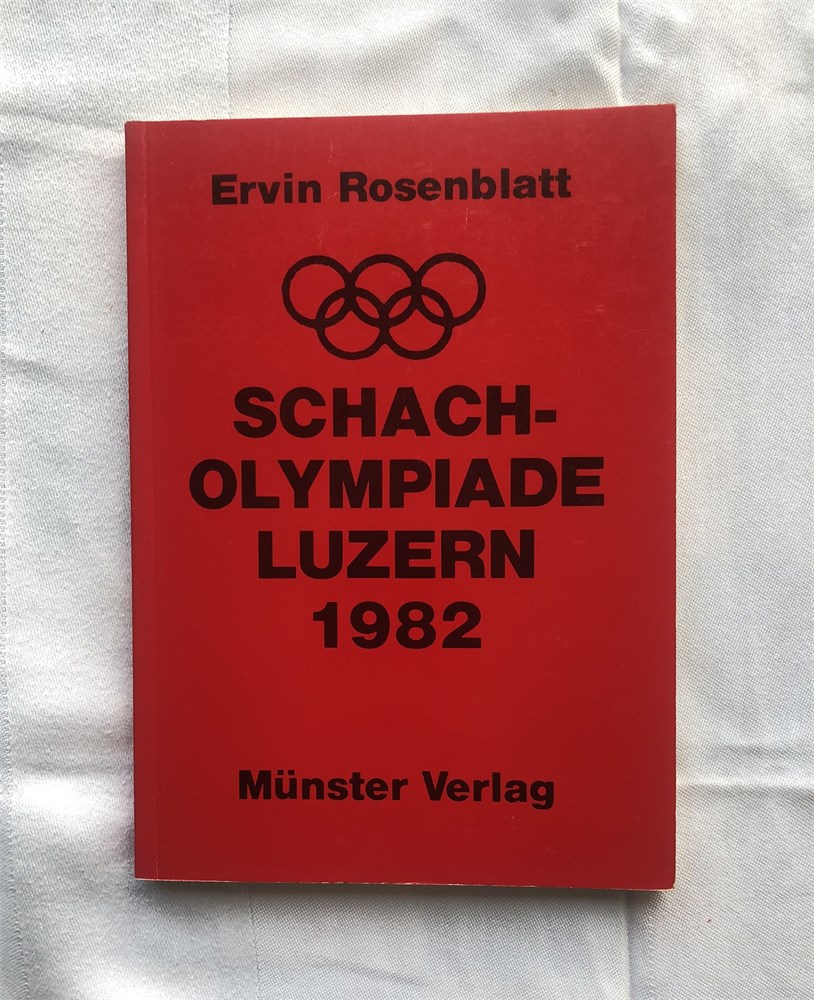 Ervin Rosenblatt
SCHACH-
OLYMPIADE
LUZERN
1982
Münster Verlag